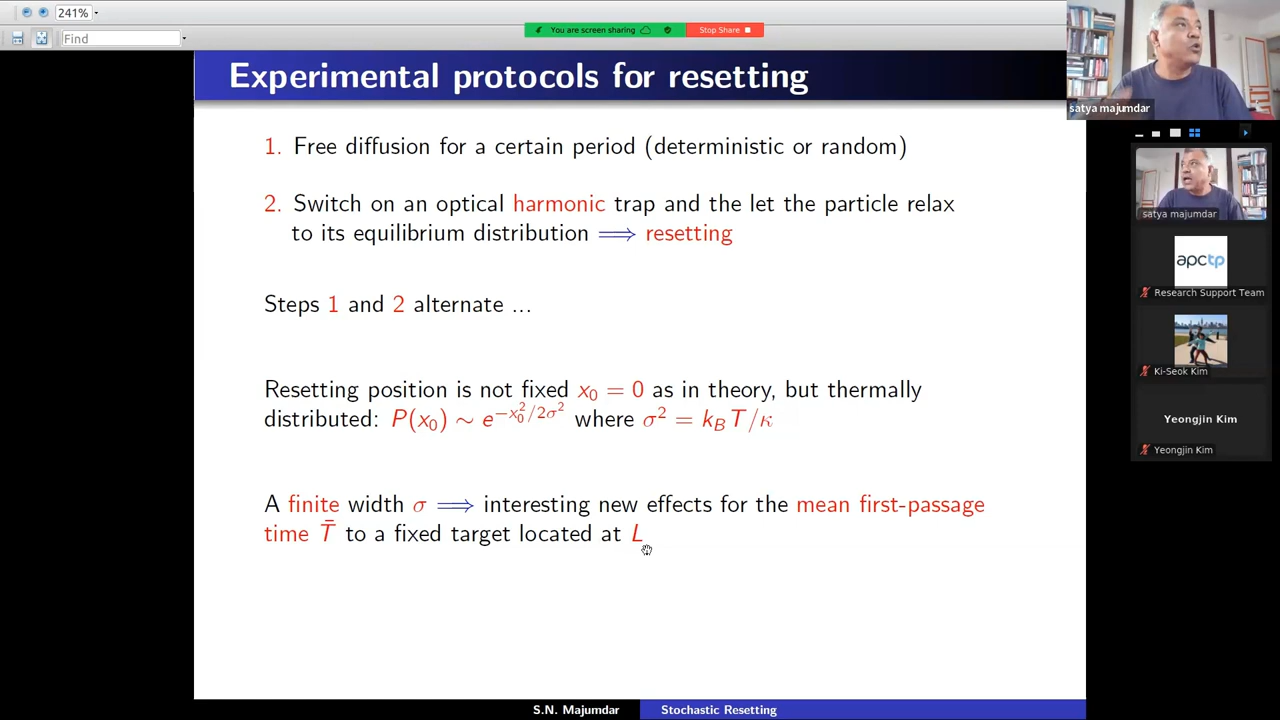 241%
You are screen sharing
Stop Share
Find
Experimental protocols for resetting
satya majumdar
1. Free diffusion for a certain period (deterministic or random)
2. Switch on an optical harmonic trap and the let the particle relax
to its equilibrium distribution ⟹ resetting
Steps 1 and 2 alternate ...
Resetting position is not fixed x₀ = 0 as in theory, but thermally
distributed: P(x₀) ∼ e^{−x₀²/2σ²} where σ² = k_B T/κ
A finite width σ ⟹ interesting new effects for the mean first-passage
time T̄ to a fixed target located at L
S.N. Majumdar
Stochastic Resetting
satya majumdar
apctp
Research Support Team
Ki-Seok Kim
Yeongjin Kim
Yeongjin Kim